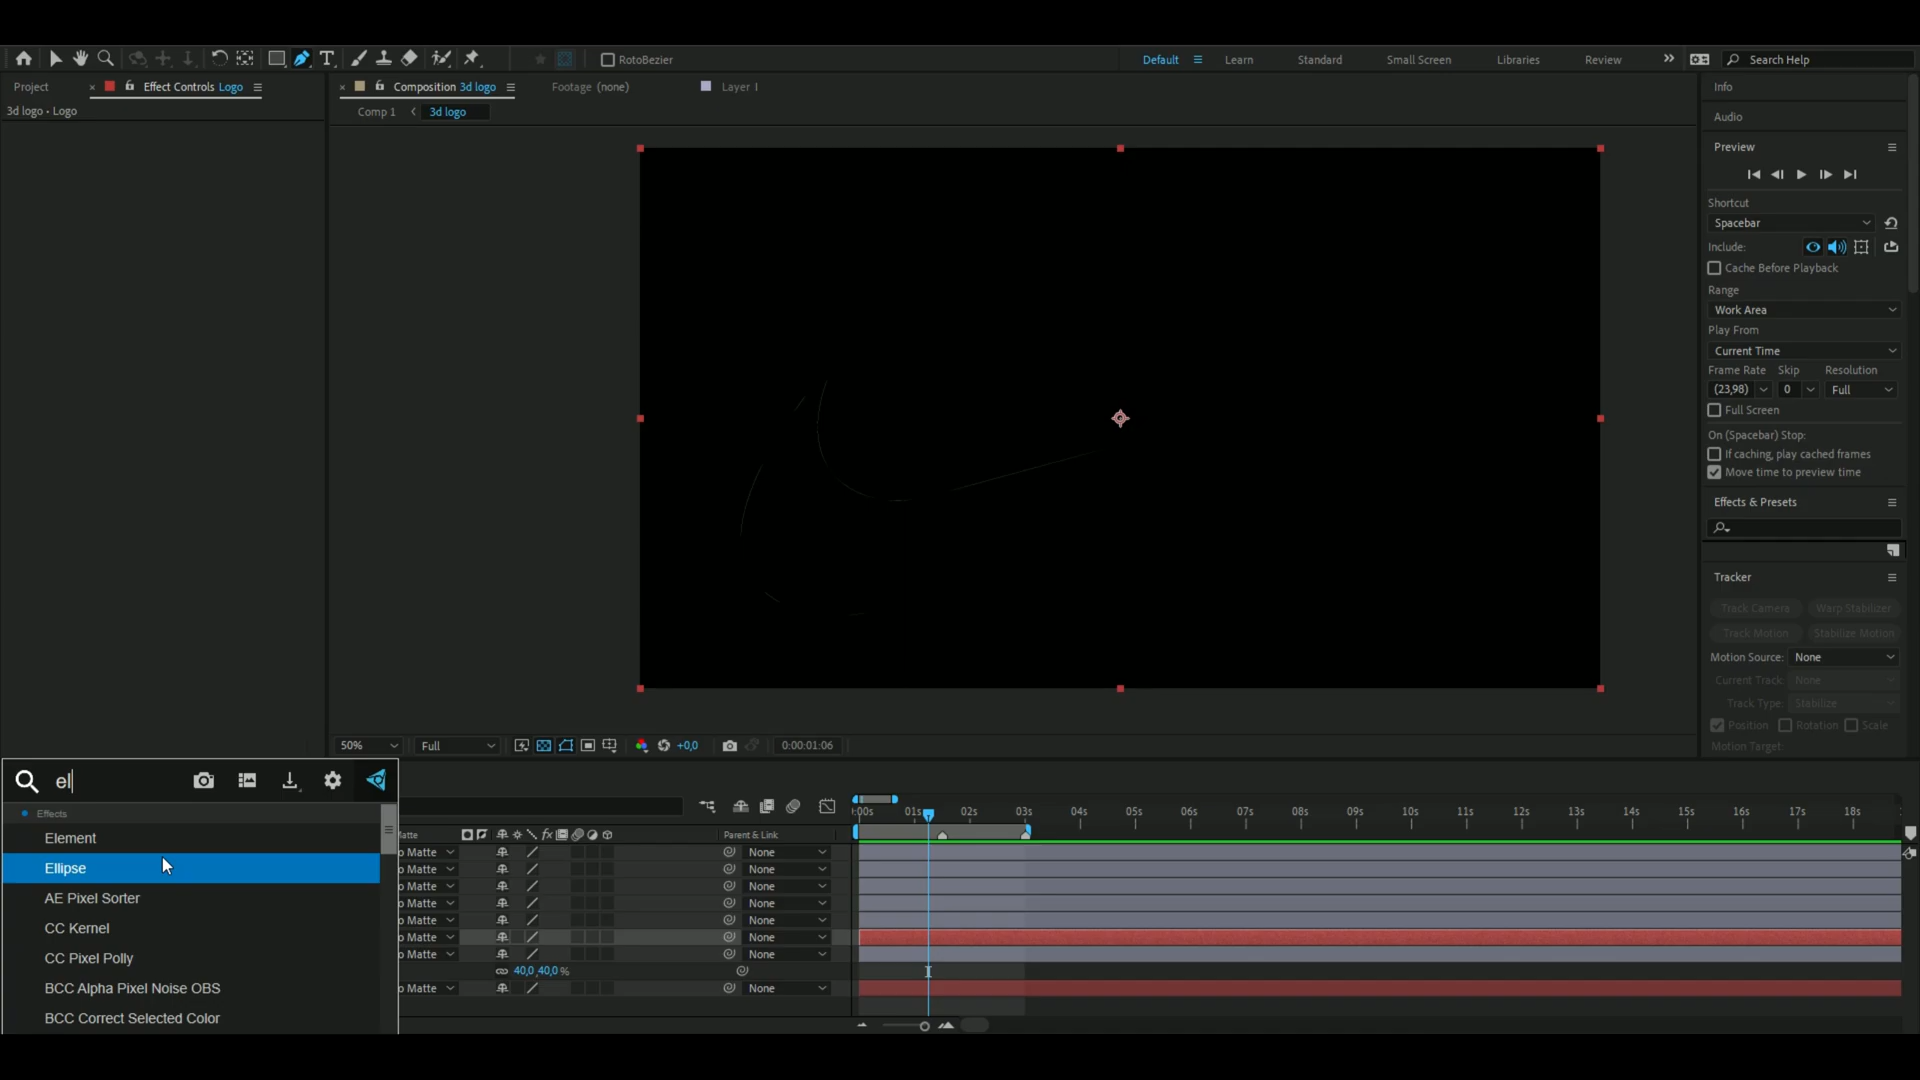 RotoBezier
Default
Learn
Standard
Small Screen
Libraries
Review
Search Help
Project
Effect Controls Logo
Composition 3d logo
Footage (none)
Layer I
Info
3d logo • Logo
Comp 1
3d logo
Audio
Preview
Shortcut
Spacebar
Include:
Cache Before Playback
Range
Work Area
Play From
Current Time
Frame Rate Skip Resolution
(23,98) 0 Full
Full Screen
On (Spacebar) Stop:
If caching, play cached frames
Move time to preview time
Effects & Presets
Tracker
Track Camera Warp Stabilizer
Track Motion Stabilize Motion
Motion Source: None
Current Track: None
Track Type: Stabilize
Position Rotation Scale
Motion Target:
50% Full +0,0 0:00:01:06
el
Effects
Element
Ellipse
AE Pixel Sorter
CC Kernel
CC Pixel Polly
BCC Alpha Pixel Noise OBS
BCC Correct Selected Color
:00s 01s 02s 03s 04s 05s 06s 07s 08s 09s 10s 11s 12s 13s 14s 15s 16s 17s 18s
Matte fx Parent & Link
o Matte None
o Matte None
o Matte None
o Matte None
o Matte None
o Matte None
o Matte None
40,0,40,0 %
o Matte None